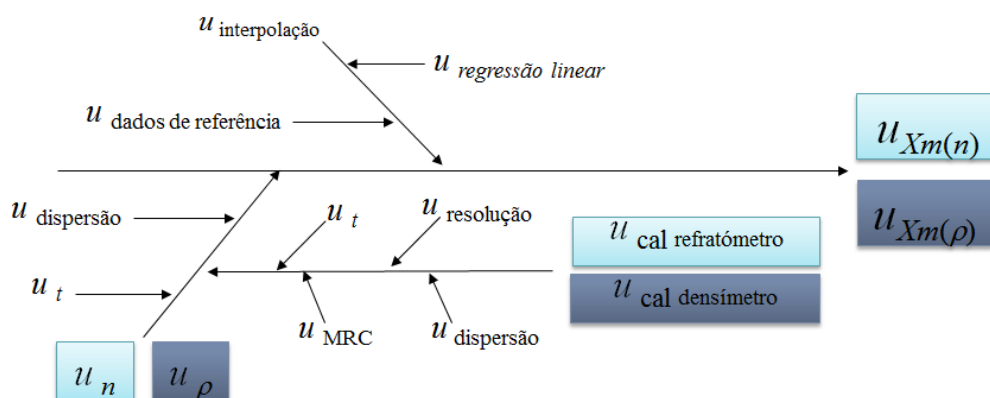 u interpolação
u regressão linear
u dados de referência
u Xm(n)
u Xm(ρ)
u dispersão
u t
u resolução
u cal refratómetro
u t
u cal densímetro
u MRC
u dispersão
u n
u ρ